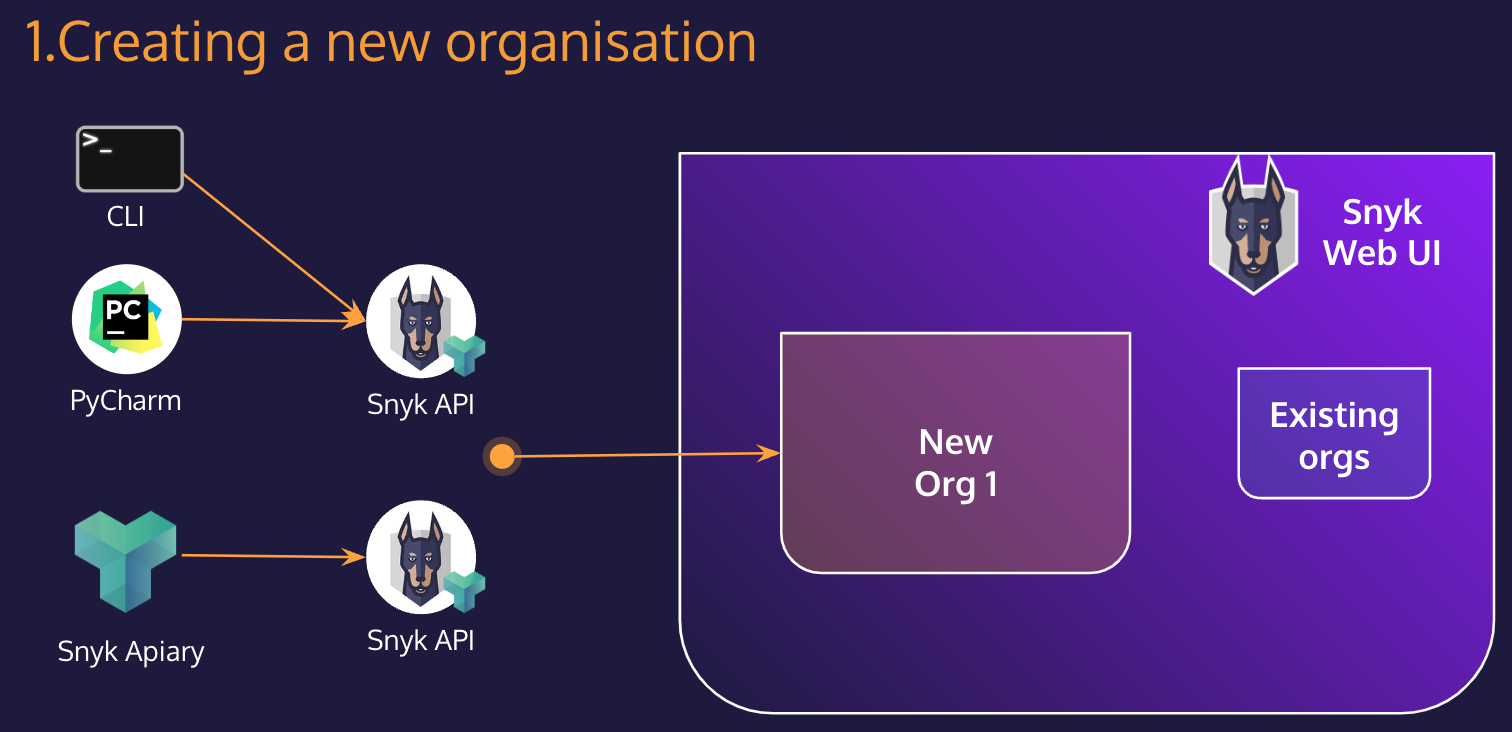 1.Creating a new organisation
>_
CLI
PC
PyCharm
Snyk API
Snyk Apiary
Snyk API
Snyk
Web UI
New
Org 1
Existing
orgs